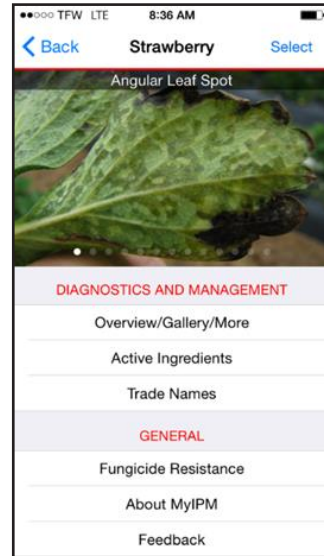 TFW LTE 8:36 AM
Back Strawberry Select
Angular Leaf Spot
DIAGNOSTICS AND MANAGEMENT
Overview/Gallery/More
Active Ingredients
Trade Names
GENERAL
Fungicide Resistance
About MyIPM
Feedback